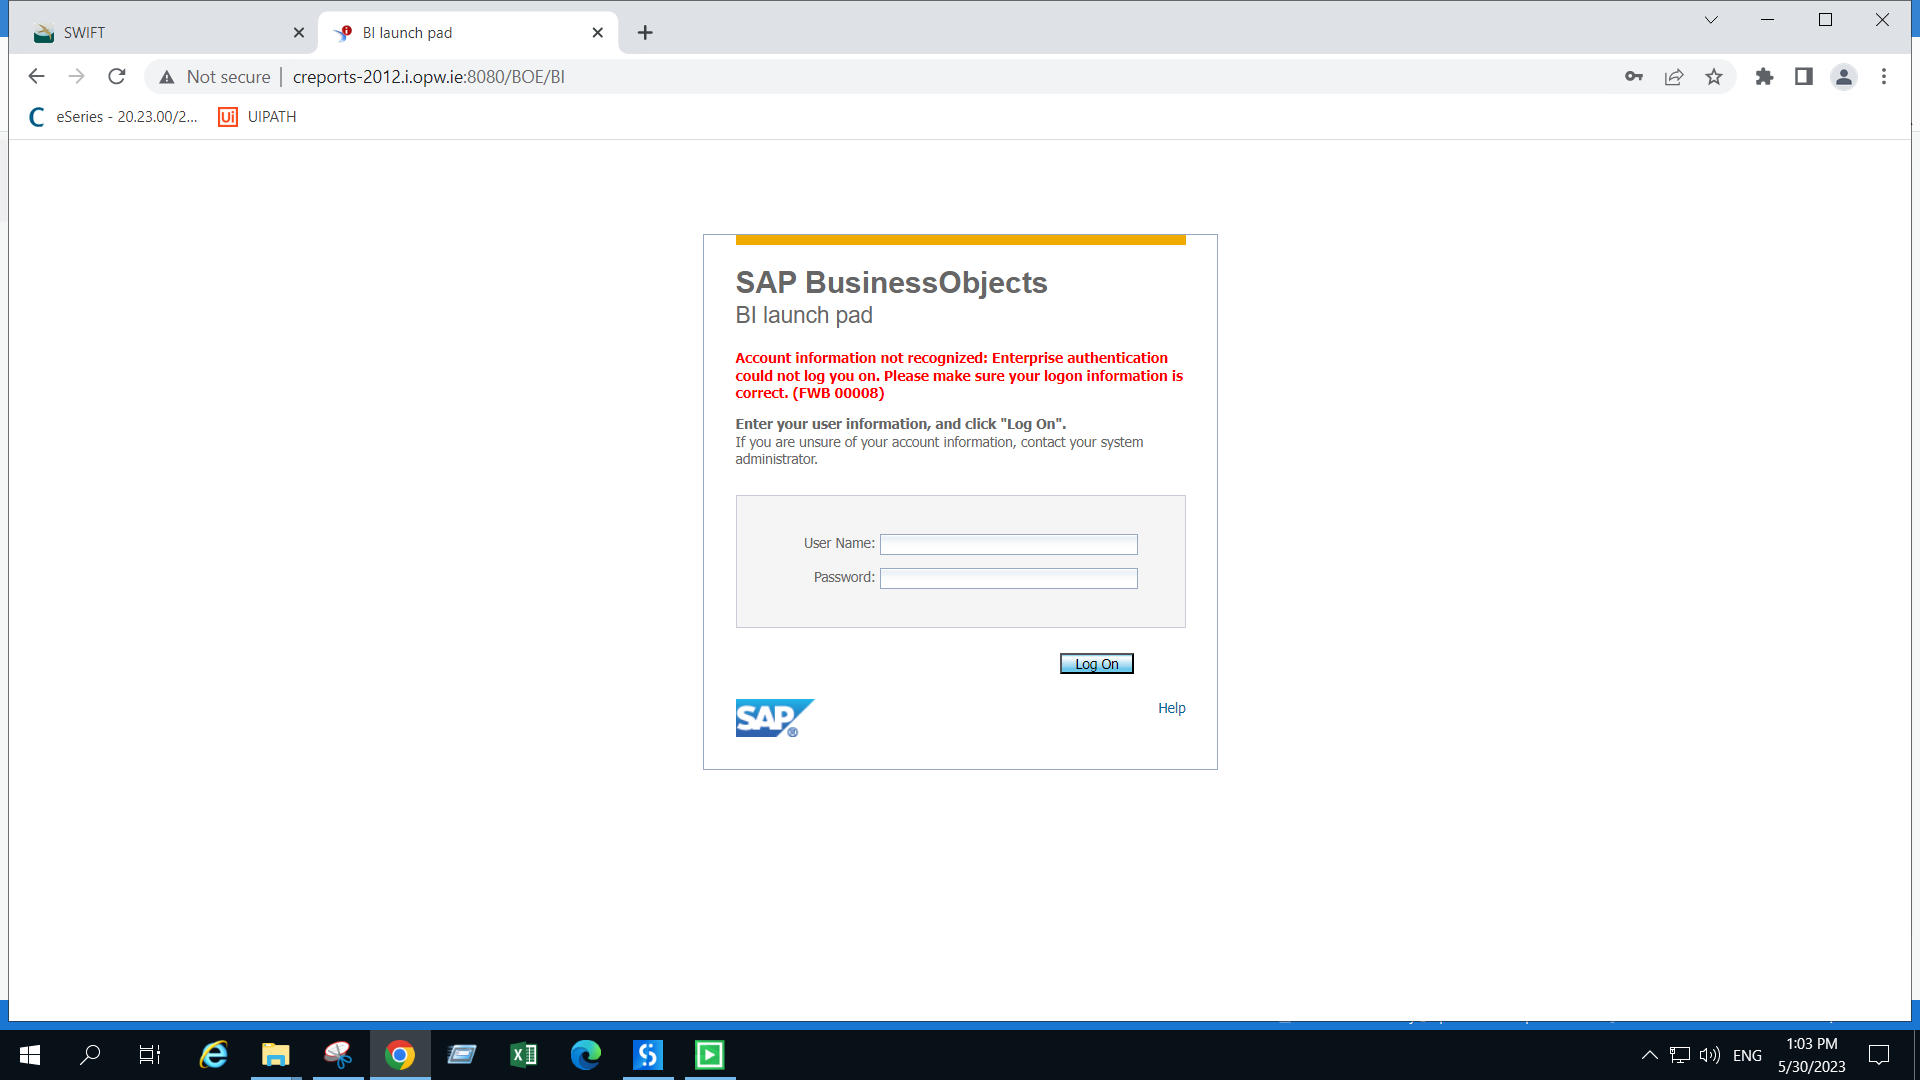 SWIFT
BI launch pad
Not secure
creports-2012.i.opw.ie:8080/BOE/BI
C eSeries - 20.23.00/2...
Ui UIPATH
SAP BusinessObjects
BI launch pad
Account information not recognized: Enterprise authentication
could not log you on. Please make sure your logon information is
correct. (FWB 00008)
Enter your user information, and click "Log On".
If you are unsure of your account information, contact your system
administrator.
User Name:
Password:
Log On
SAP®
Help
ENG
1:03 PM
5/30/2023